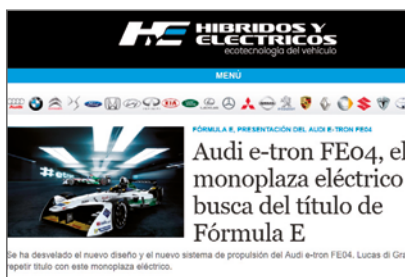 HÍBRIDOS Y
ELÉCTRICOS
ecotecnología del vehículo
MENÚ
FÓRMULA E, PRESENTACIÓN DEL AUDI E-TRON FE04
Audi e-tron FE04, el
monoplaza eléctrico
busca del título de
Fórmula E
Se ha desvelado el nuevo diseño y el nuevo sistema de propulsión del Audi e-tron FE04. Lucas di Gra
repetir título con este monoplaza eléctrico.